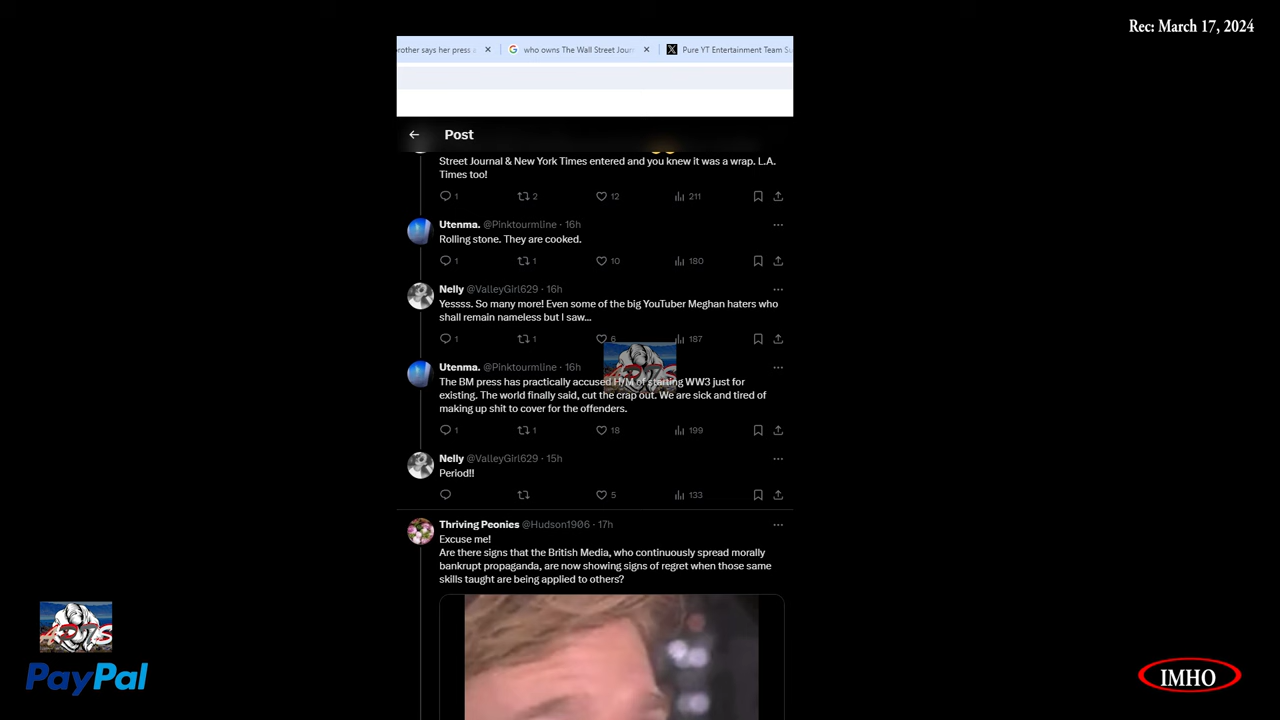 Rec: March 17, 2024
brother says her press a
who owns The Wall Street Jour
Pure YT Entertainment Team Su
Post
Street Journal & New York Times entered and you knew it was a wrap. L.A.
Times too!
1 2 12 211
Utenma. @Pinktourmline · 16h
Rolling stone. They are cooked.
1 1 10 180
Nelly @ValleyGirl629 · 16h
Yessss. So many more! Even some of the big YouTuber Meghan haters who
shall remain nameless but I saw...
1 1 6 187
Utenma. @Pinktourmline · 16h
The BM press has practically accused H/M of starting WW3 just for
existing. The world finally said, cut the crap out. We are sick and tired of
making up shit to cover for the offenders.
1 1 18 199
Nelly @ValleyGirl629 · 15h
Period!!
5 133
Thriving Peonies @Hudson1906 · 17h
Excuse me!
Are there signs that the British Media, who continuously spread morally
bankrupt propaganda, are now showing signs of regret when those same
skills taught are being applied to others?
PayPal
IMHO